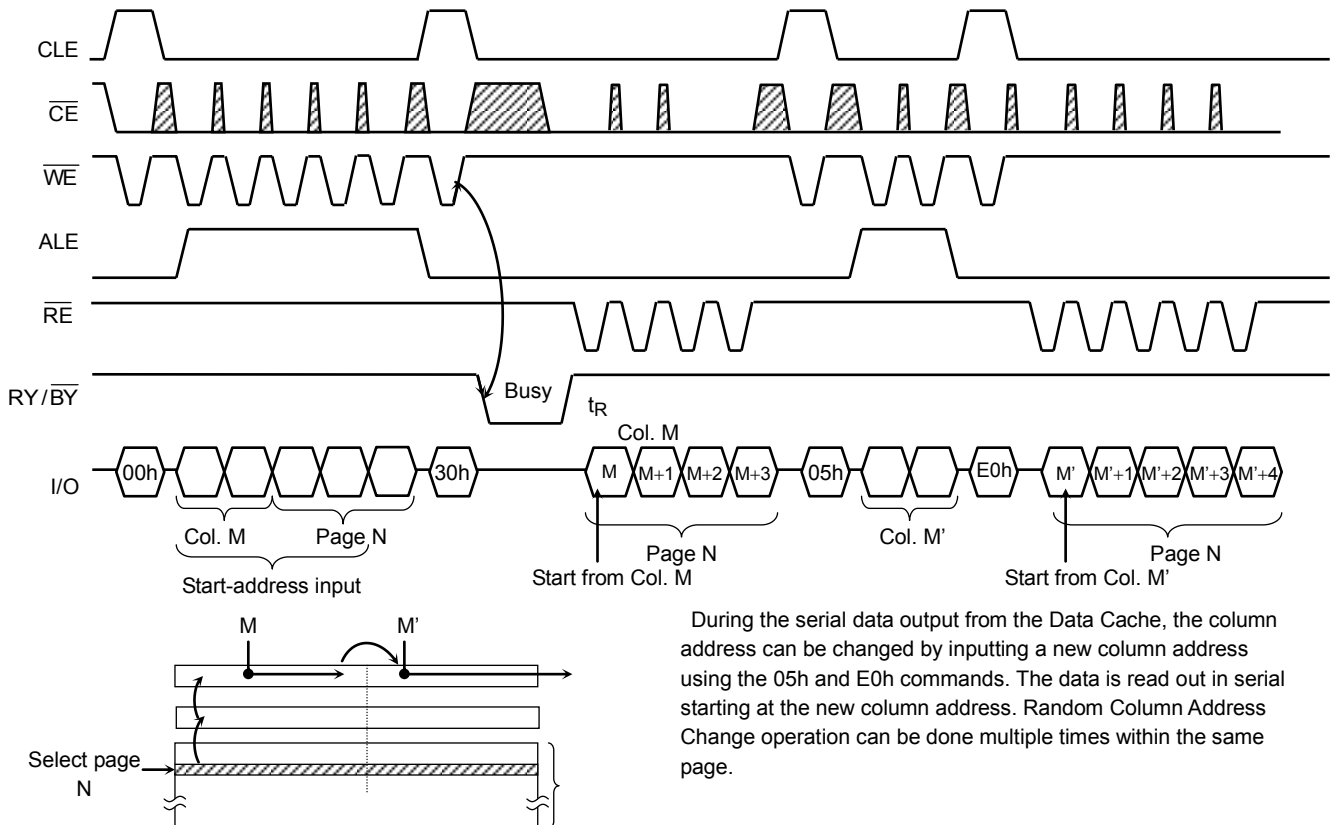 CLE
CE
WE
ALE
RE
RY/BY
Busy
tR
Col. M
I/O
00h
30h
M
M+1
M+2
M+3
05h
E0h
M'
M'+1
M'+2
M'+3
M'+4
Col. M
Page N
Col. M'
Page N
Page N
Start-address input
Start from Col. M
Start from Col. M'
M
M'
Select page
N
During the serial data output from the Data Cache, the column
address can be changed by inputting a new column address
using the 05h and E0h commands. The data is read out in serial
starting at the new column address. Random Column Address
Change operation can be done multiple times within the same
page.